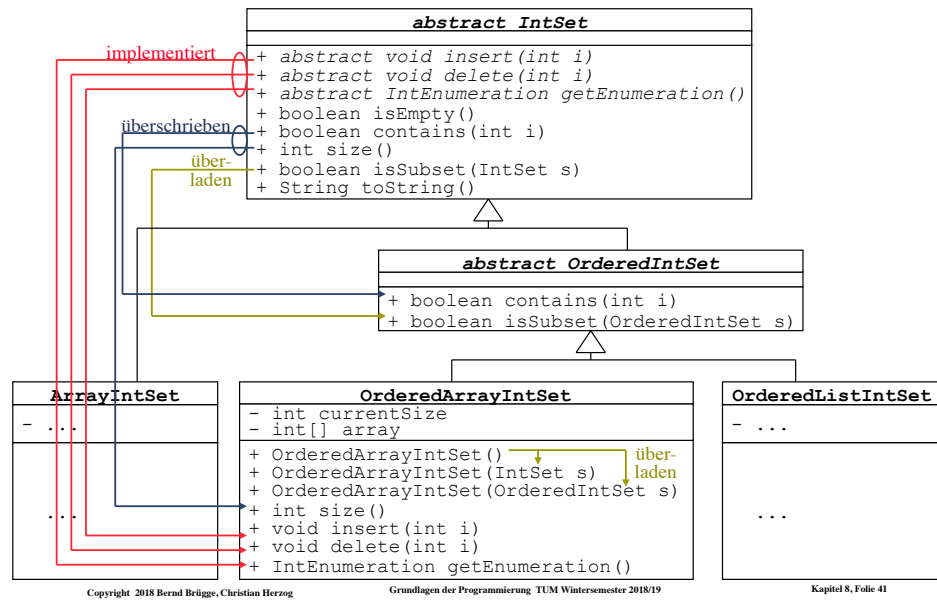 abstract IntSet
implementiert
+ abstract void insert(int i)
+ abstract void delete(int i)
+ abstract IntEnumeration getEnumeration()
+ boolean isEmpty()
überschrieben
+ boolean contains(int i)
+ int size()
über-
laden
+ boolean isSubset(IntSet s)
+ String toString()
abstract OrderedIntSet
+ boolean contains(int i)
+ boolean isSubset(OrderedIntSet s)
ArrayIntSet
- ...
...
OrderedArrayIntSet
- int currentSize
- int[] array
+ OrderedArrayIntSet()
+ OrderedArrayIntSet(IntSet s)
+ OrderedArrayIntSet(OrderedIntSet s)
über-
laden
+ int size()
+ void insert(int i)
+ void delete(int i)
+ IntEnumeration getEnumeration()
OrderedListIntSet
- ...
...
Copyright 2018 Bernd Brügge, Christian Herzog
Grundlagen der Programmierung TUM Wintersemester 2018/19
Kapitel 8, Folie 41